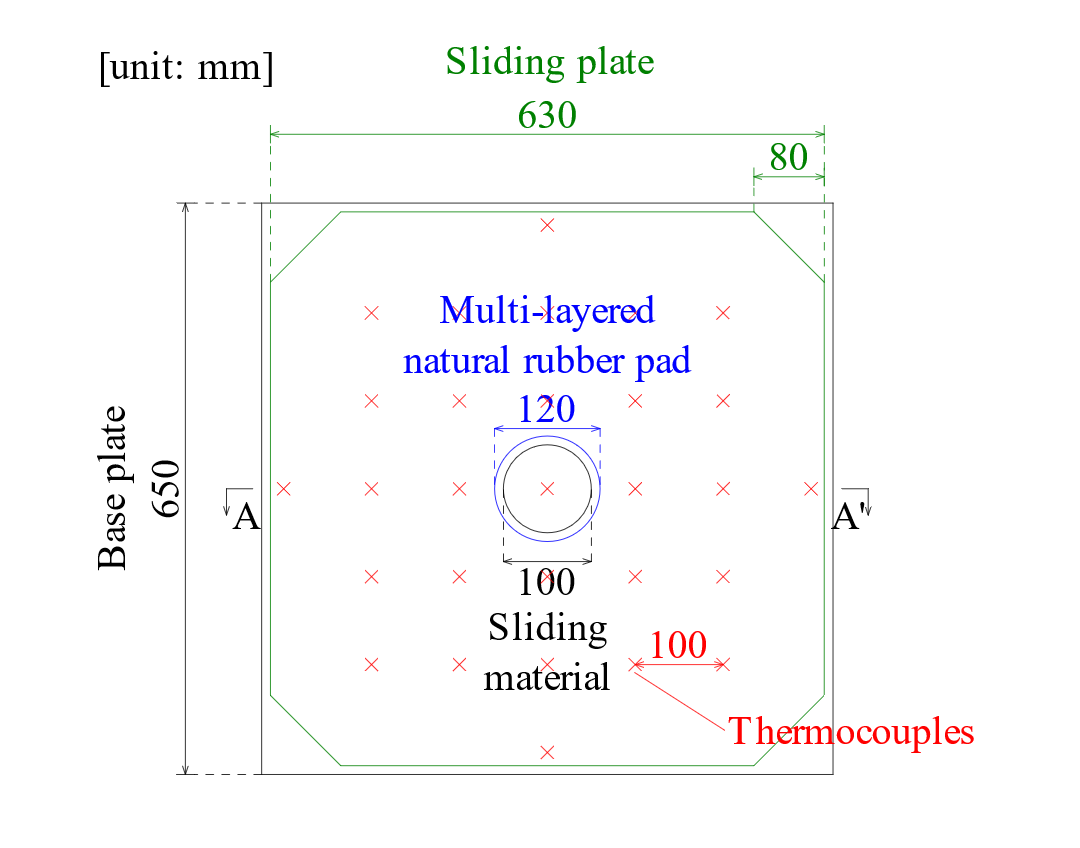 [unit: mm]
Sliding plate
630
80
Multi-layered
natural rubber pad
120
Base plate
650
A
A'
100
Sliding
material
100
Thermocouples